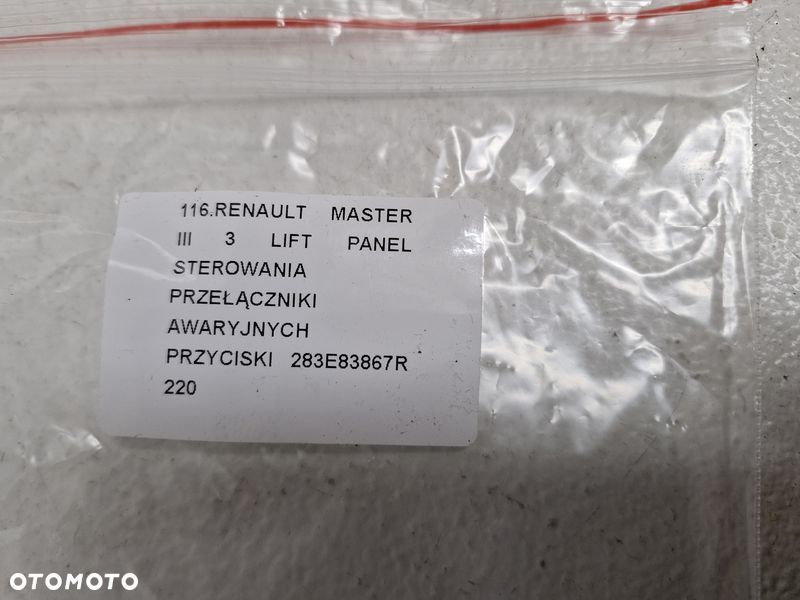 116.RENAULT MASTER
III 3 LIFT PANEL
STEROWANIA
PRZEŁĄCZNIKI
AWARYJNYCH
PRZYCISKI 283E83867R
220
OTOMOTO